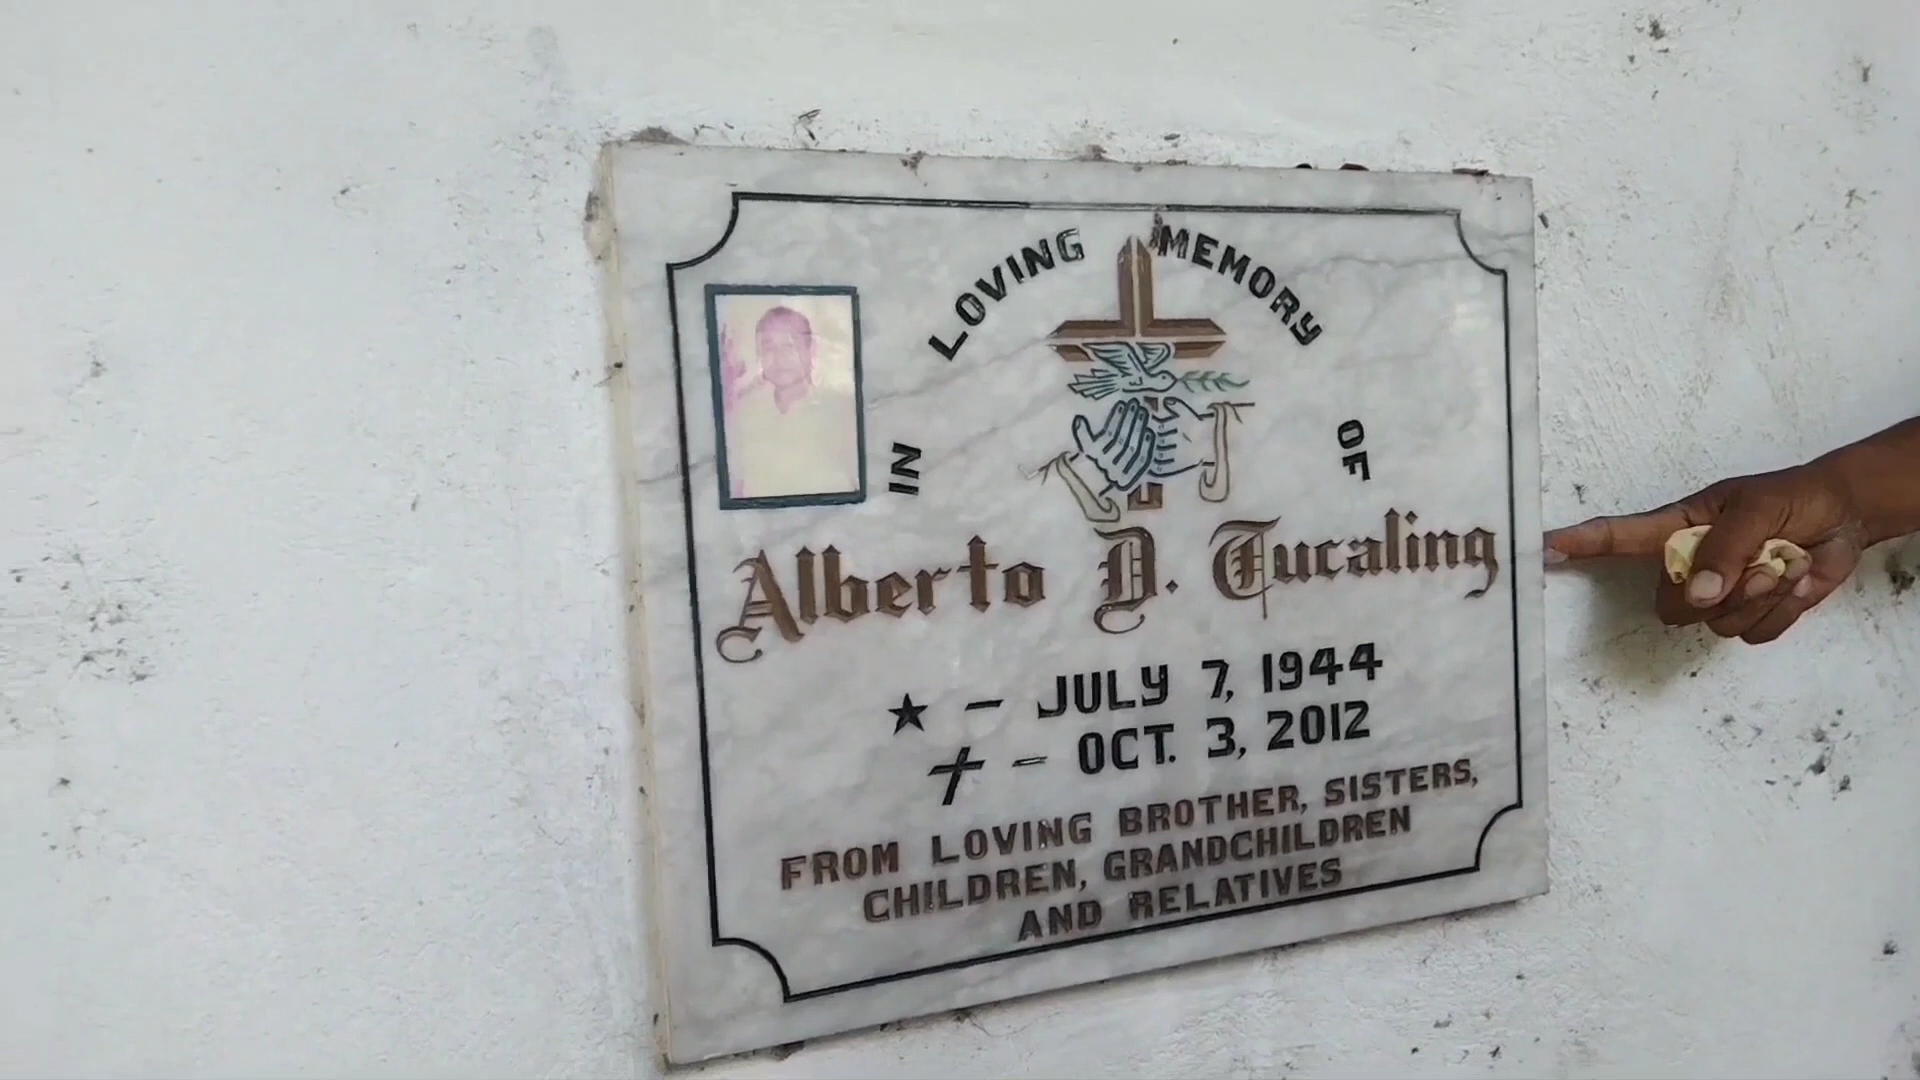 IN LOVING MEMORY OF
Alberto D. Tucaling
★ – JULY 7, 1944
✝ – OCT. 3, 2012
FROM LOVING BROTHER, SISTERS,
CHILDREN, GRANDCHILDREN
AND RELATIVES